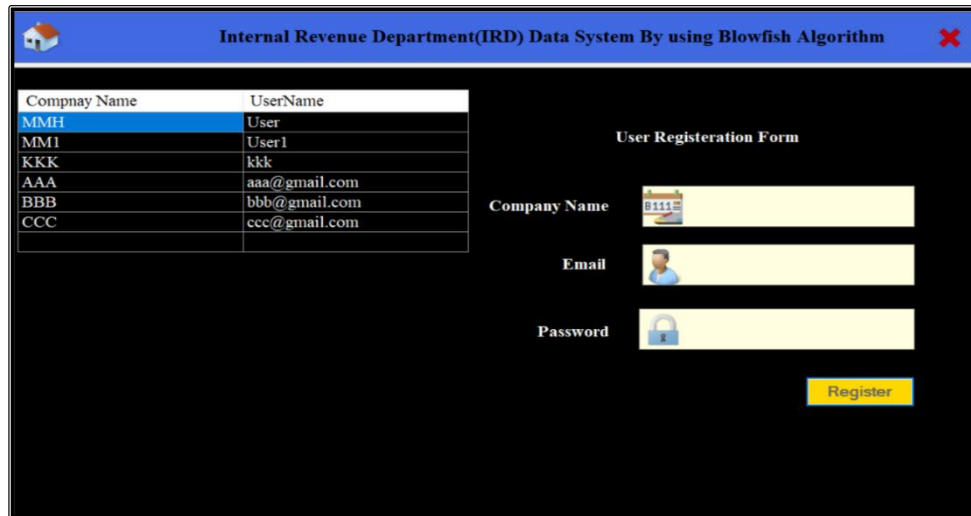 Internal Revenue Department(IRD) Data System By using Blowfish Algorithm
Compnay Name UserName
MMH User
MM1 User1
KKK kkk
AAA aaa@gmail.com
BBB bbb@gmail.com
CCC ccc@gmail.com
User Registeration Form
Company Name
B111
Email
Password
Register